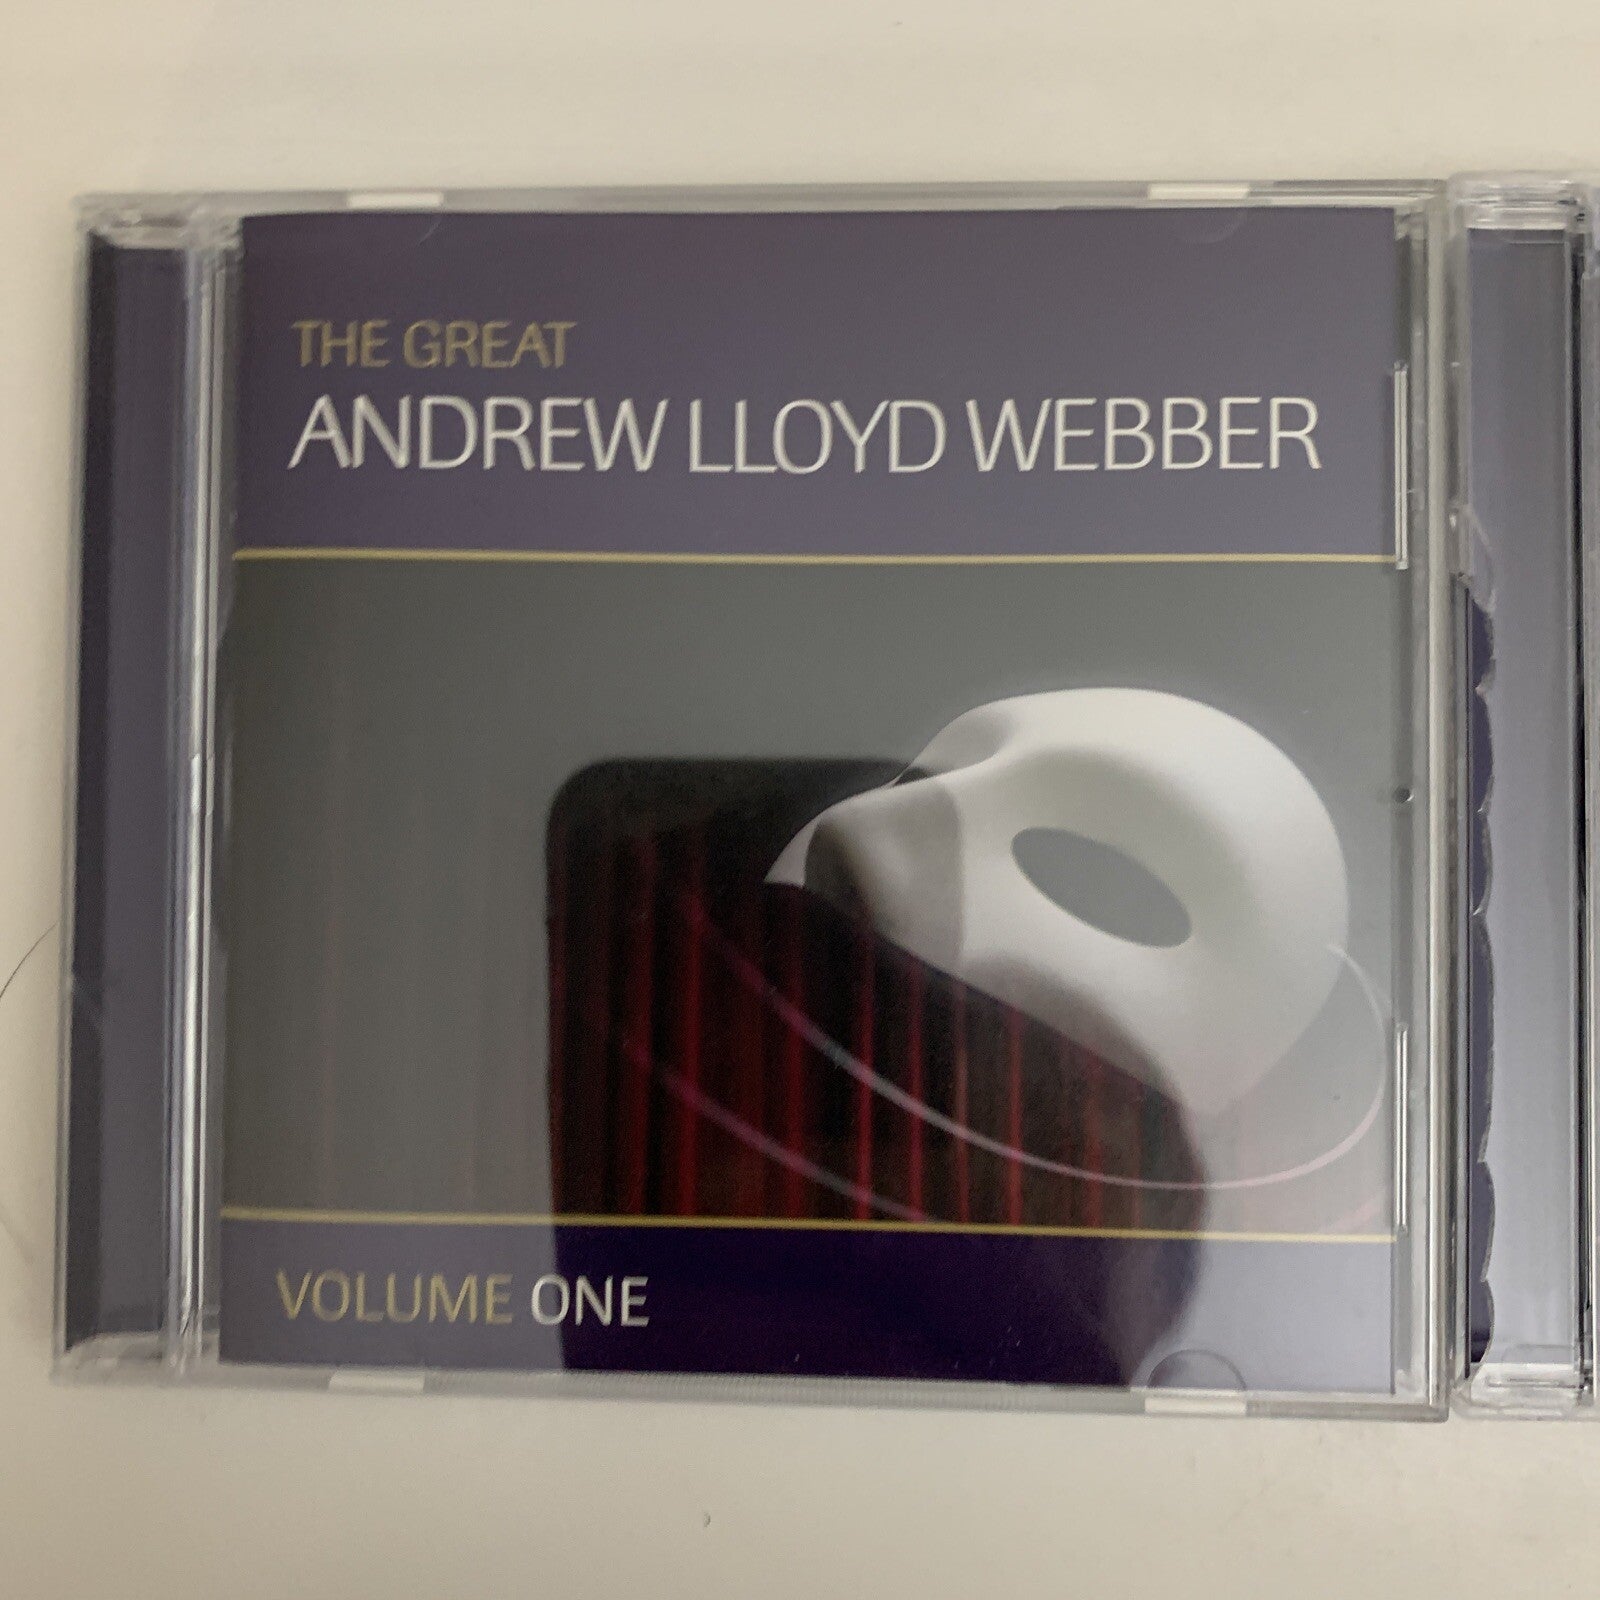 THE GREAT
ANDREW LLOYD WEBBER
VOLUME ONE